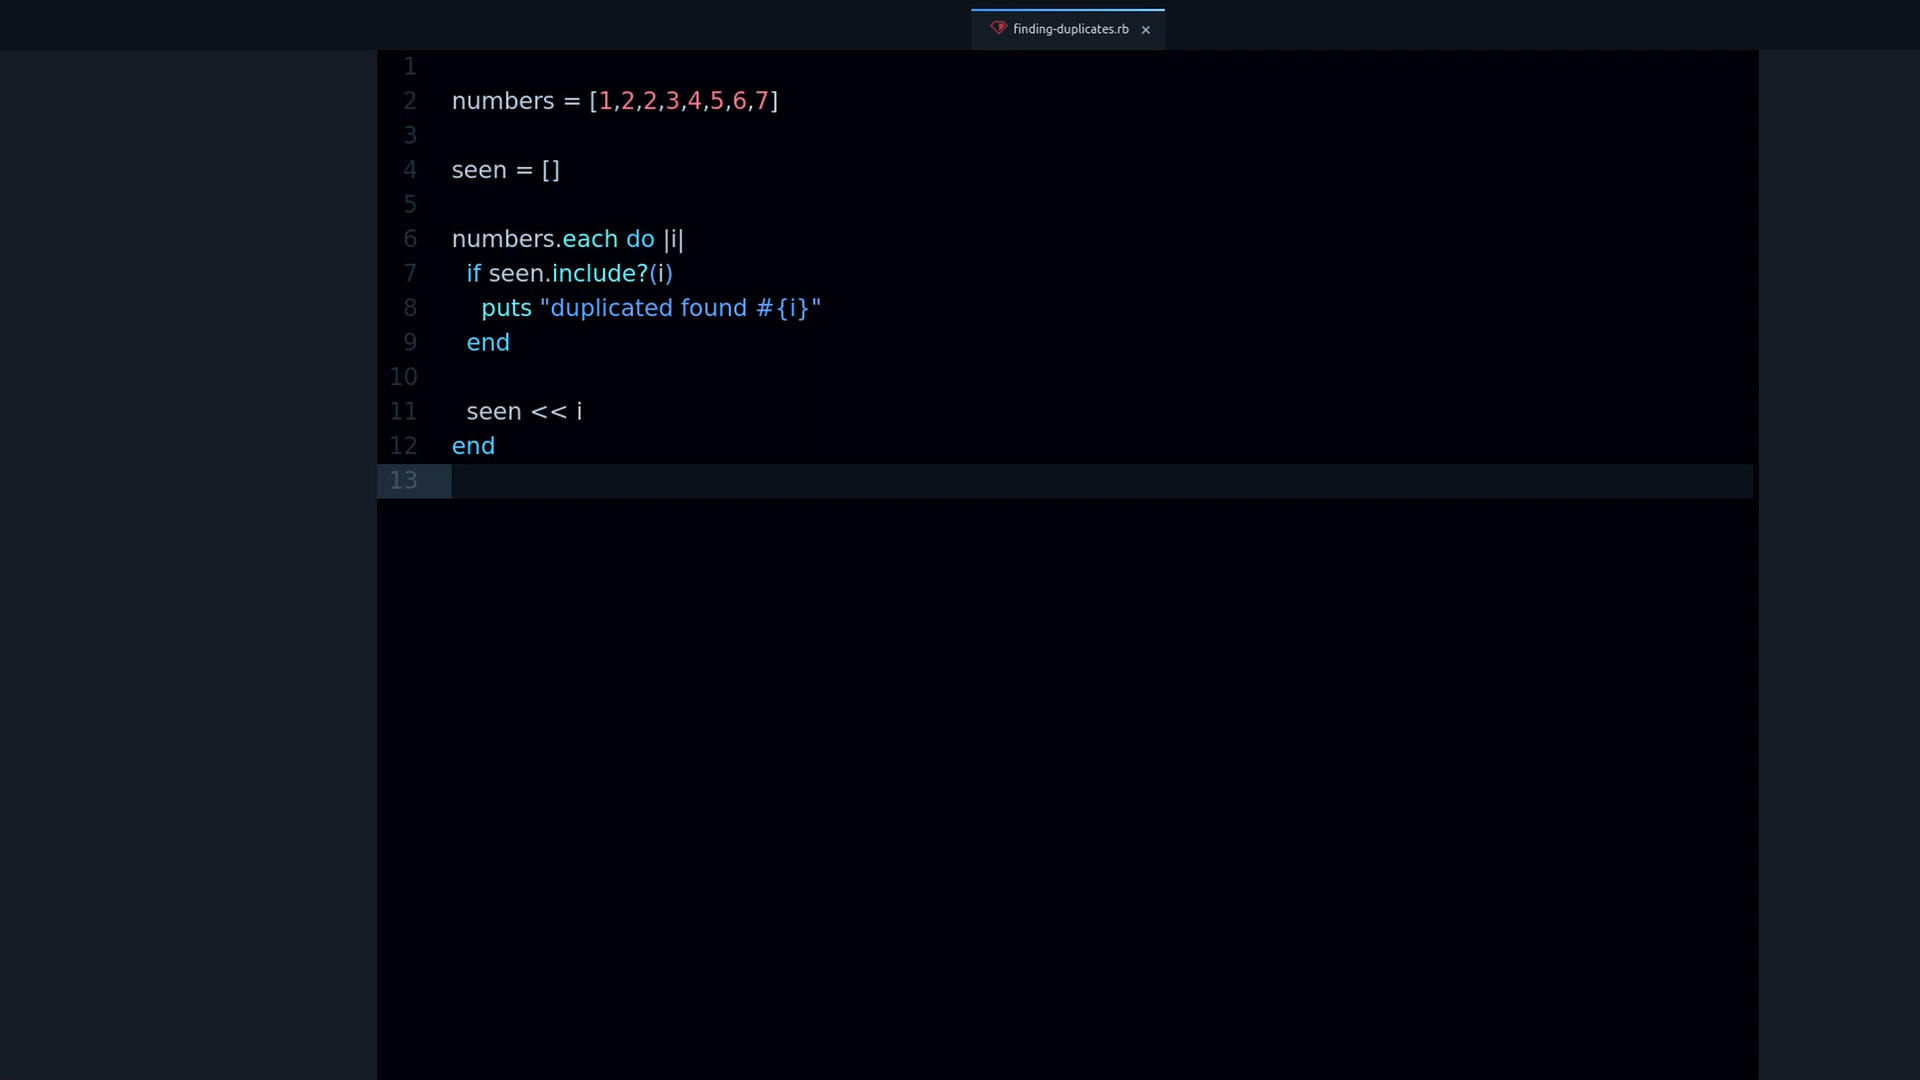 finding-duplicates.rb ×
1
2 numbers = [1,2,2,3,4,5,6,7]
3
4 seen = []
5
6 numbers.each do |i|
7   if seen.include?(i)
8     puts "duplicated found #{i}"
9   end
10
11   seen << i
12 end
13